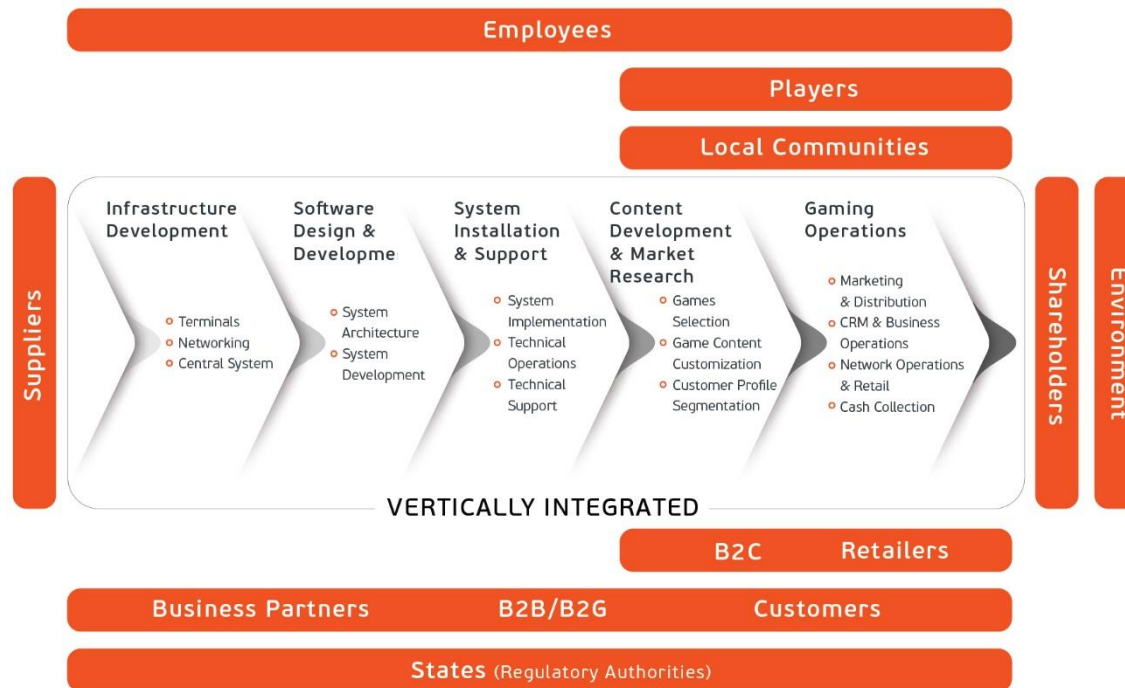 Employees
Players
Local Communities
Suppliers
Infrastructure
Development
Terminals
Networking
Central System
Software
Design &
Developme
System
Architecture
System
Development
System
Installation
& Support
System
Implementation
Technical
Operations
Technical
Support
Content
Development
& Market
Research
Games
Selection
Game Content
Customization
Customer Profile
Segmentation
Gaming
Operations
Marketing
& Distribution
CRM & Business
Operations
Network Operations
& Retail
Cash Collection
Shareholders
Environment
VERTICALLY INTEGRATED
B2C Retailers
Business Partners B2B/B2G Customers
States (Regulatory Authorities)